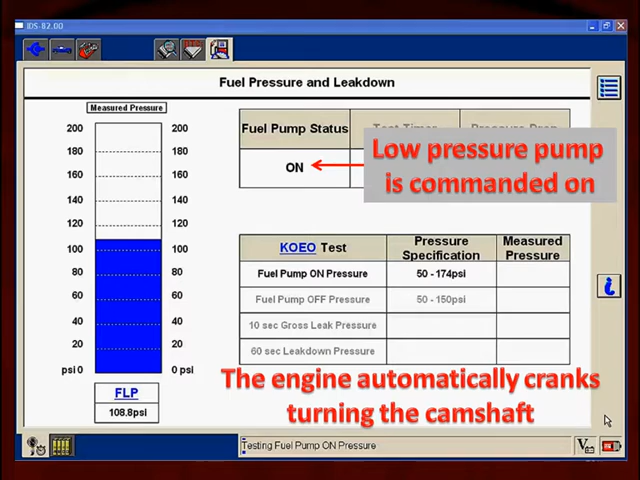 IDS-82.00
Fuel Pressure and Leakdown
Measured Pressure
200 200
180 180
160 160
140 140
120 120
100 100
80 80
60 60
40 40
20 20
psi 0 0 psi
FLP
108.8psi
Fuel Pump Status Test Timer Pressure Drop
ON
Low pressure pump
is commanded on
KOEO Test Pressure Specification Measured Pressure
Fuel Pump ON Pressure 50 - 174psi
Fuel Pump OFF Pressure 50 - 150psi
10 sec Gross Leak Pressure
60 sec Leakdown Pressure
The engine automatically cranks
turning the camshaft
Testing Fuel Pump ON Pressure